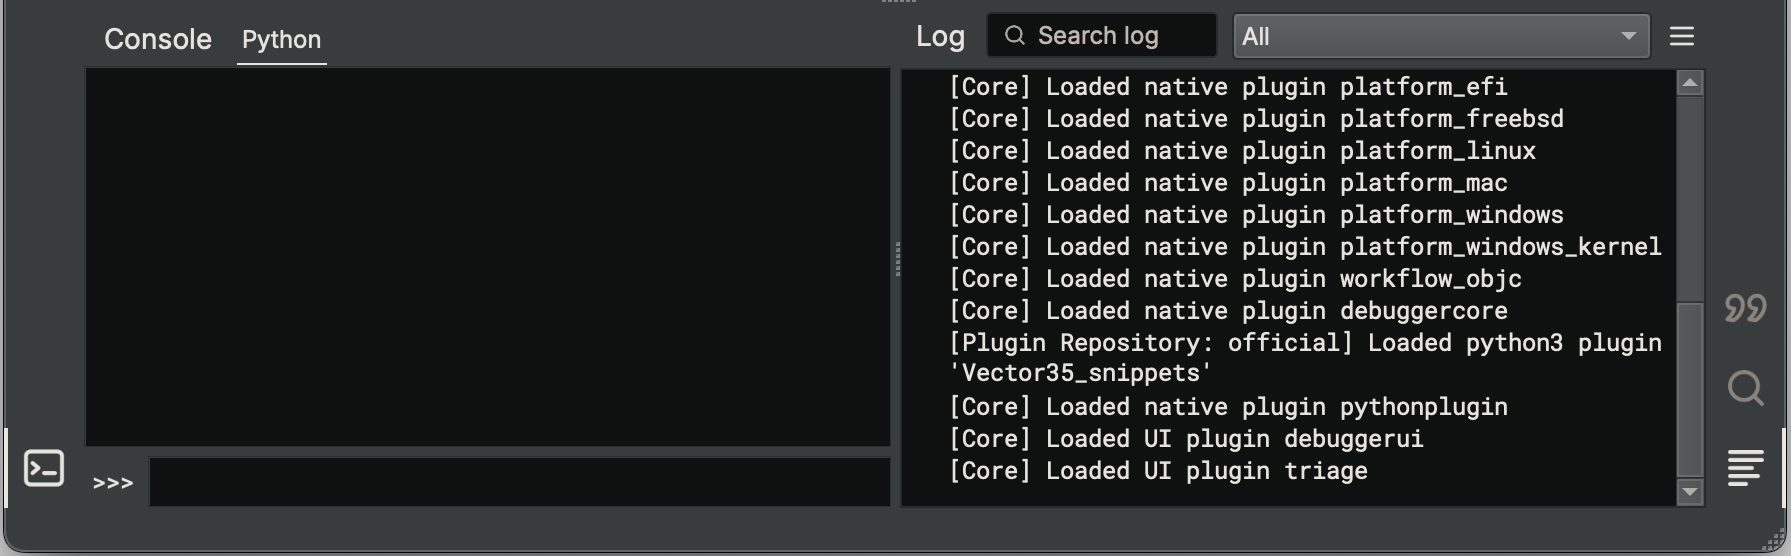 Console Python
>>>
Log Search log All
[Core] Loaded native plugin platform_efi
[Core] Loaded native plugin platform_freebsd
[Core] Loaded native plugin platform_linux
[Core] Loaded native plugin platform_mac
[Core] Loaded native plugin platform_windows
[Core] Loaded native plugin platform_windows_kernel
[Core] Loaded native plugin workflow_objc
[Core] Loaded native plugin debuggercore
[Plugin Repository: official] Loaded python3 plugin
'Vector35_snippets'
[Core] Loaded native plugin pythonplugin
[Core] Loaded UI plugin debuggerui
[Core] Loaded UI plugin triage